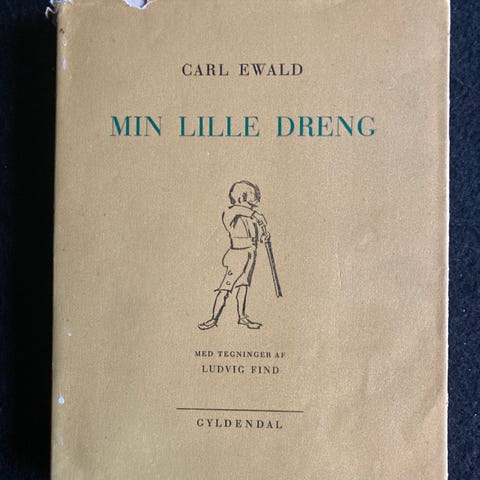 CARL EWALD
MIN LILLE DRENG
MED TEGNINGER AF
LUDVIG FIND
GYLDENDAL